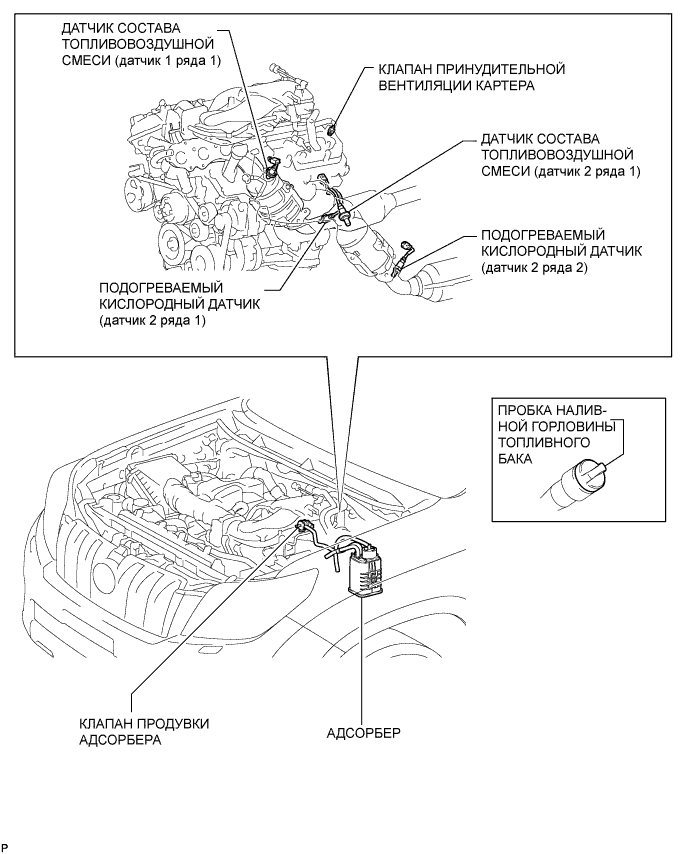 ДАТЧИК СОСТАВА
ТОПЛИВОВОЗДУШНОЙ
СМЕСИ (датчик 1 ряда 1)
КЛАПАН ПРИНУДИТЕЛЬНОЙ
ВЕНТИЛЯЦИИ КАРТЕРА
ДАТЧИК СОСТАВА
ТОПЛИВОВОЗДУШНОЙ
СМЕСИ (датчик 2 ряда 1)
ПОДОГРЕВАЕМЫЙ
КИСЛОРОДНЫЙ ДАТЧИК
(датчик 2 ряда 2)
ПОДОГРЕВАЕМЫЙ
КИСЛОРОДНЫЙ ДАТЧИК
(датчик 2 ряда 1)
ПРОБКА НАЛИВ-
НОЙ ГОРЛОВИНЫ
ТОПЛИВНОГО
БАКА
КЛАПАН ПРОДУВКИ
АДСОРБЕРА
АДСОРБЕР
P